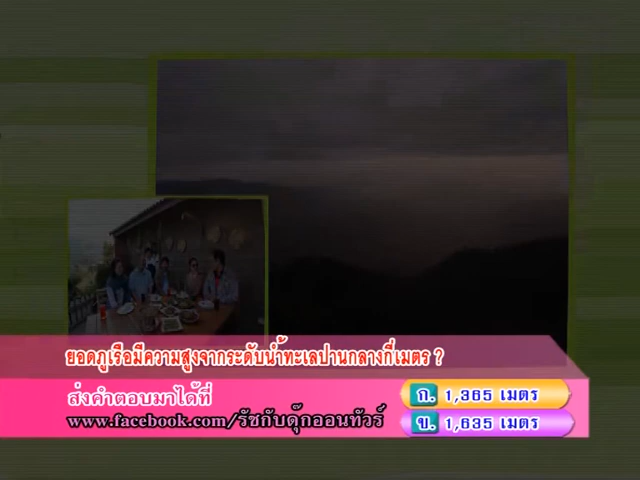 ยอดภูเรือมีความสูงจากระดับน้ำทะเลปานกลางกี่เมตร ?
ส่งคำตอบมาได้ที่
www.facebook.com/รัชกับดุ๊กออนทัวร์
ก. 1,365 เมตร
ข. 1,635 เมตร